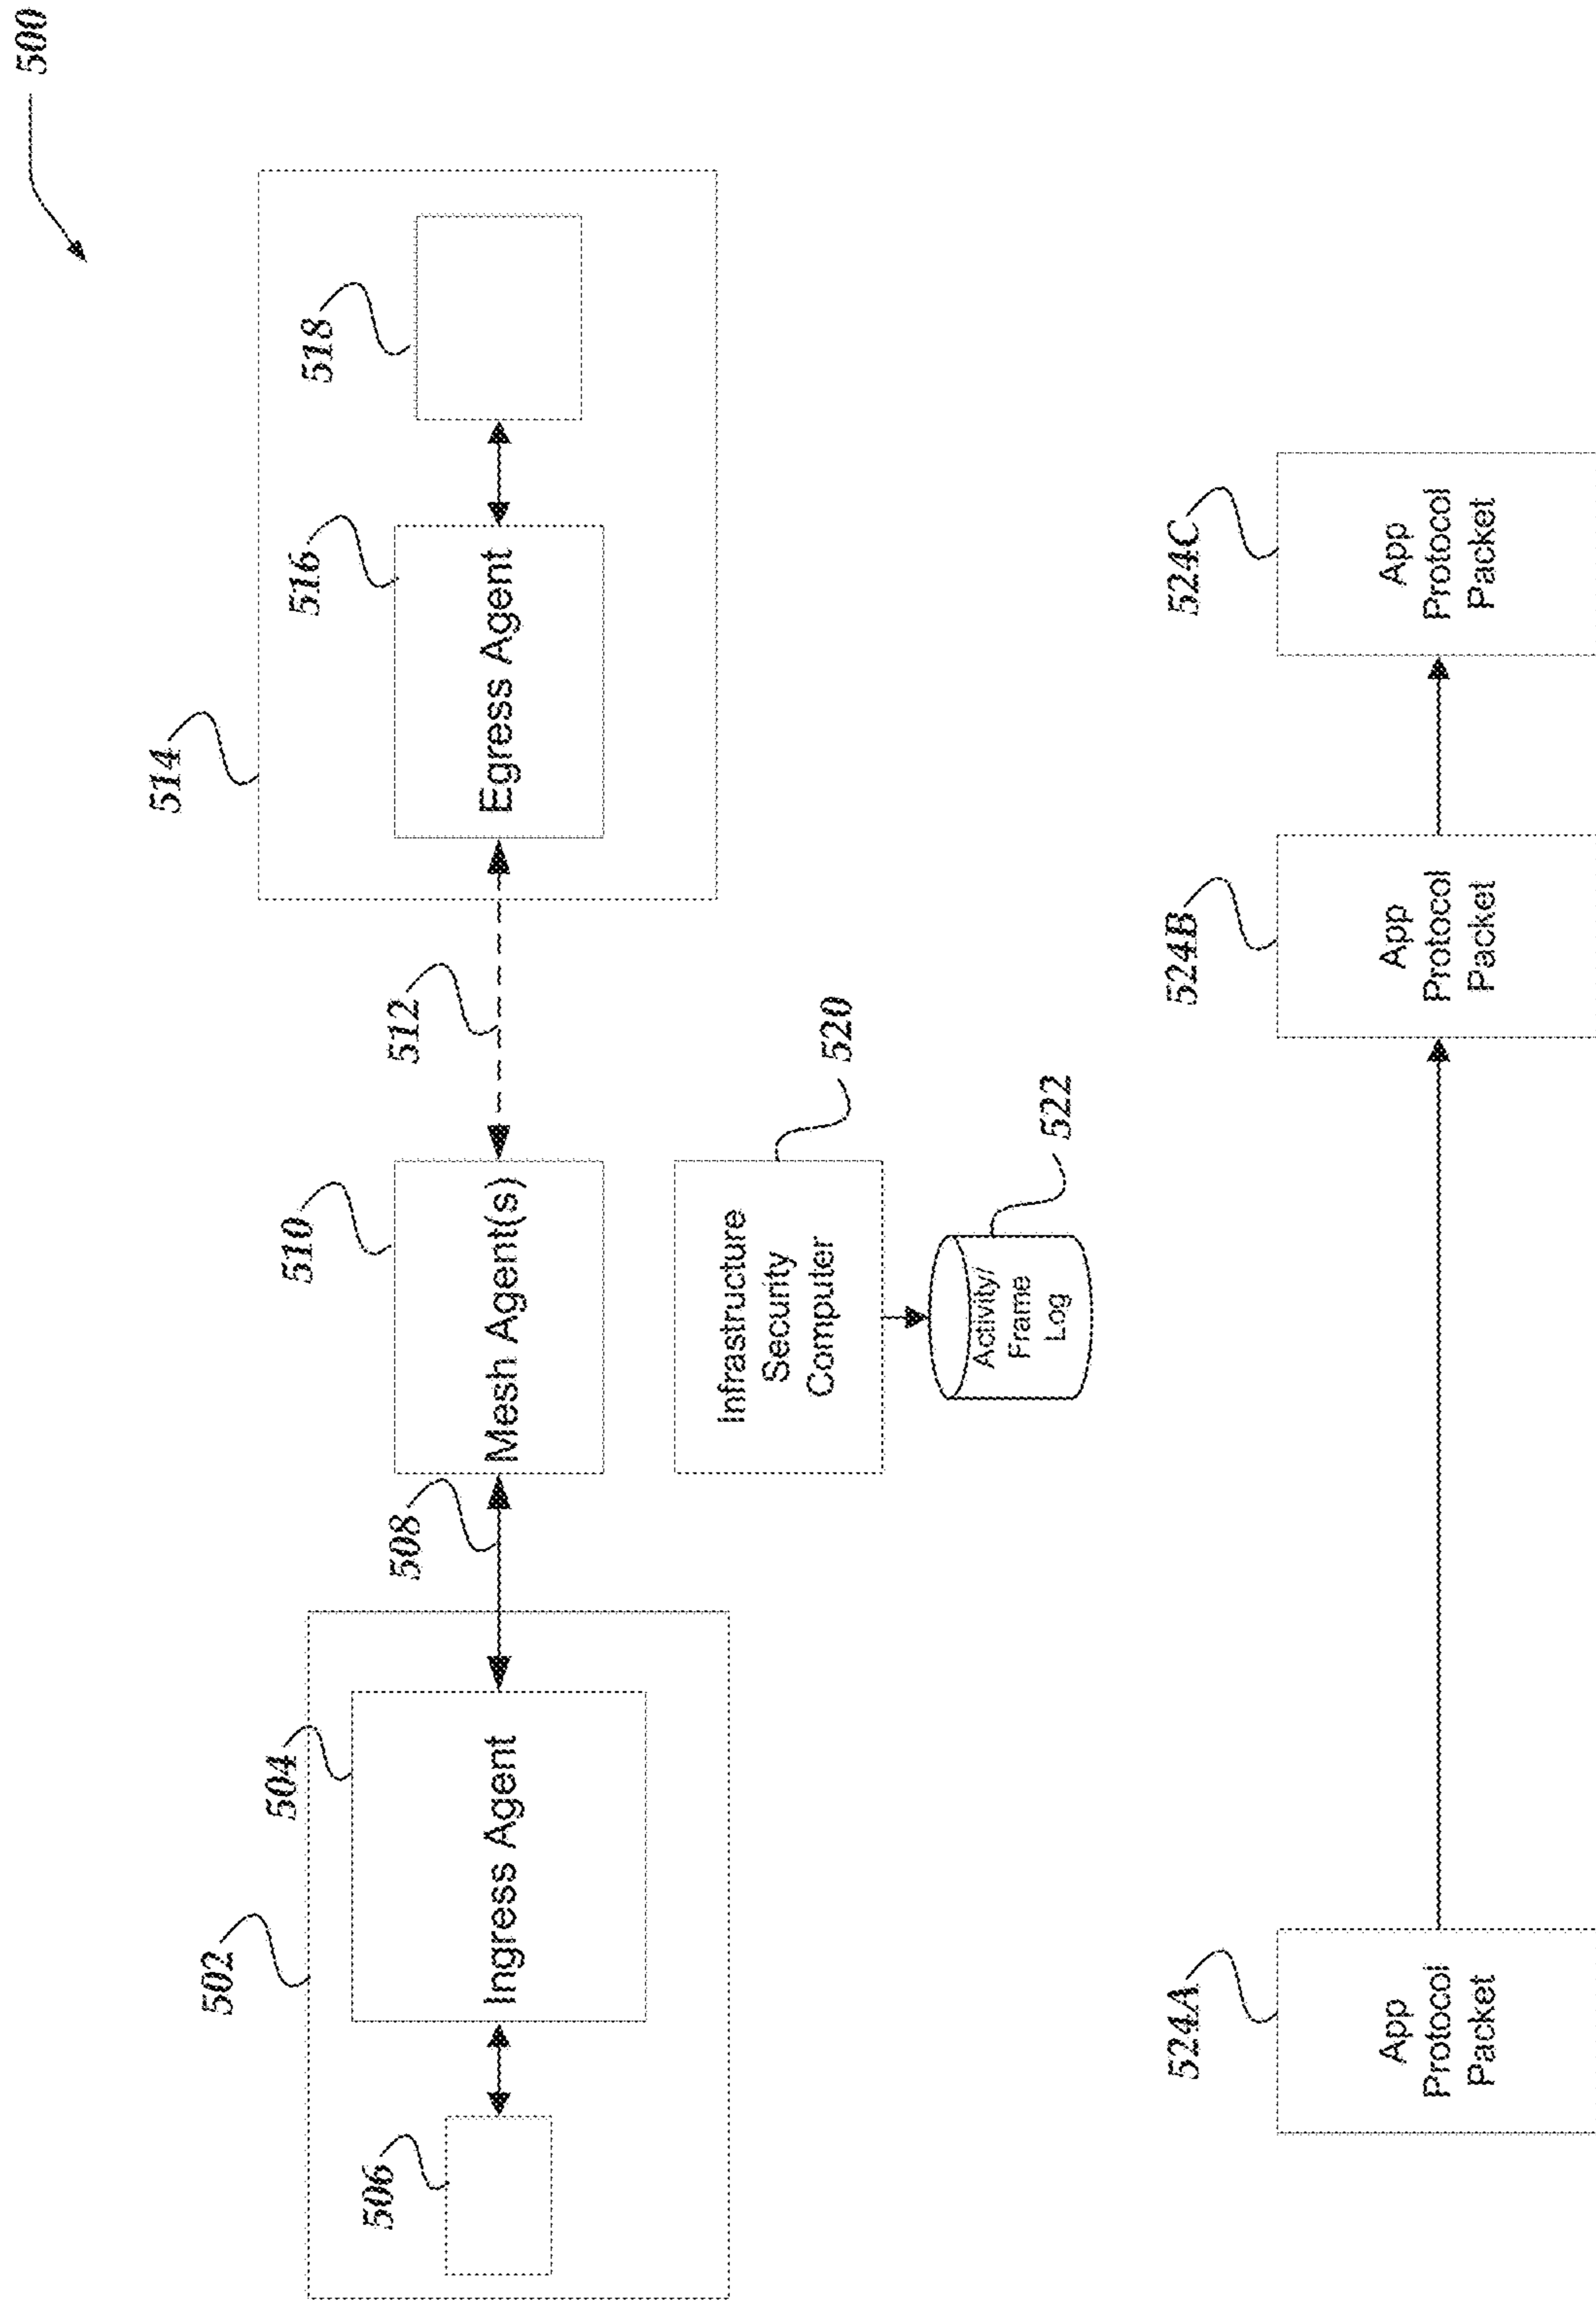 500
514
518
516
Egress Agent
512
510
Mesh Agent(s)
508
502
504
Ingress Agent
506
520
Infrastructure
Security
Computer
522
Activity/
Frame
Log
524A
App
Protocol
Packet
524B
App
Protocol
Packet
524C
App
Protocol
Packet